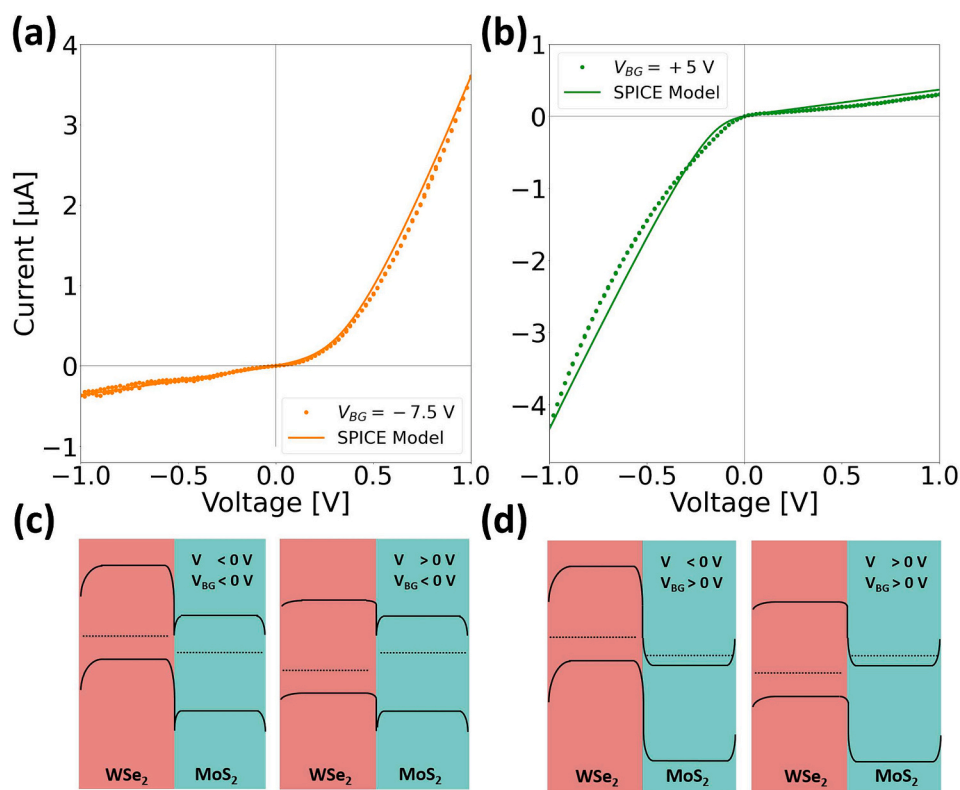 (a)
(b)
4
3
2
1
0
−1
Current [µA]
V_BG = −7.5 V
SPICE Model
−1.0 −0.5 0.0 0.5 1.0
Voltage [V]
1
0
−1
−2
−3
−4
V_BG = +5 V
SPICE Model
−1.0 −0.5 0.0 0.5 1.0
Voltage [V]
(c)
V <0 V
V_BG <0 V
WSe₂ MoS₂
V >0 V
V_BG <0 V
WSe₂ MoS₂
(d)
V <0 V
V_BG >0 V
WSe₂ MoS₂
V >0 V
V_BG >0 V
WSe₂ MoS₂